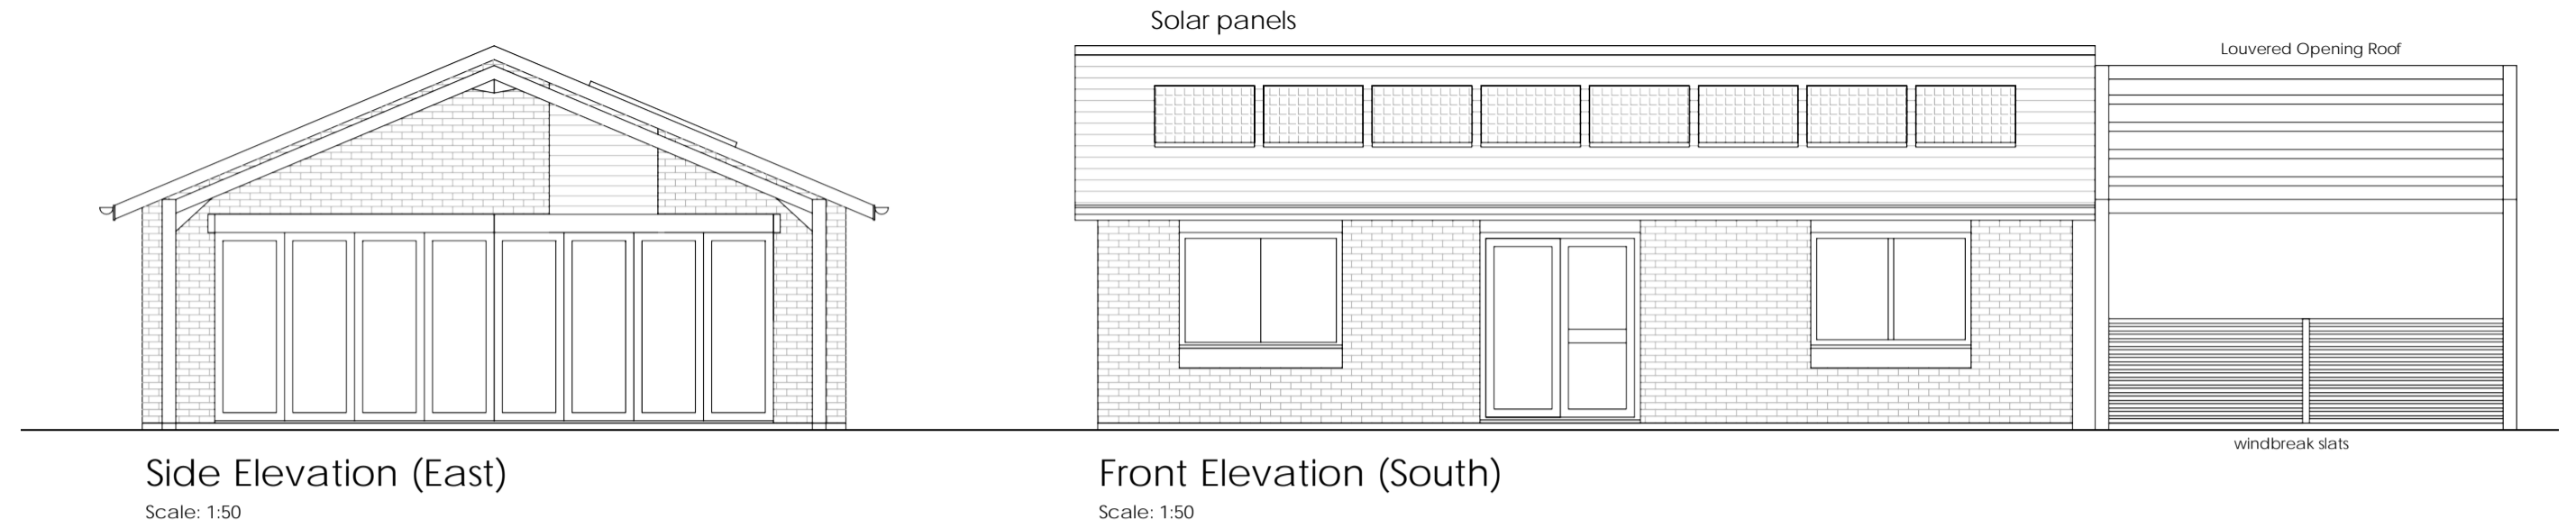 Solar panels
Louvered Opening Roof
windbreak slats
Side Elevation (East)
Scale: 1:50
Front Elevation (South)
Scale: 1:50